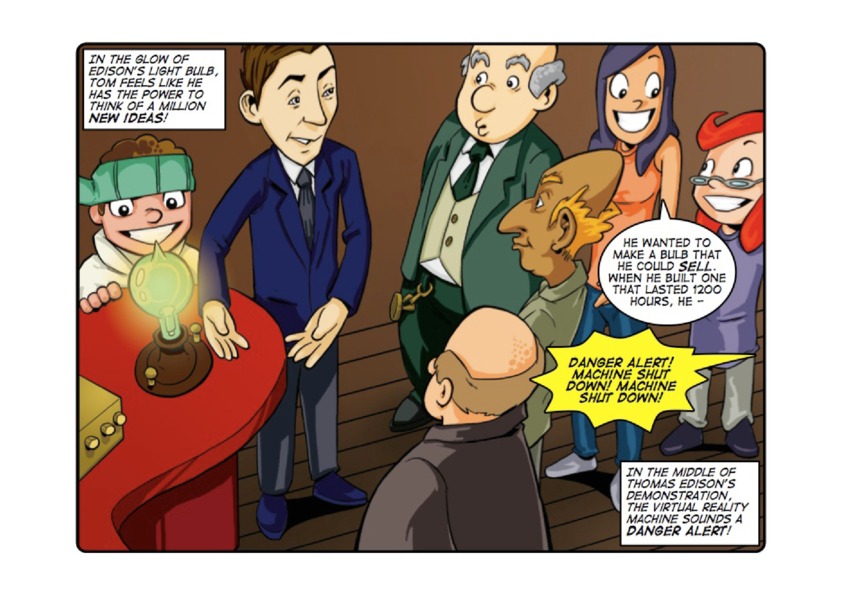 IN THE GLOW OF
EDISON'S LIGHT BULB,
TOM FEELS LIKE HE
HAS THE POWER TO
THINK OF A MILLION
NEW IDEAS!
HE WANTED TO
MAKE A BULB THAT
HE COULD SELL.
WHEN HE BUILT ONE
THAT LASTED 1200
HOURS, HE –
DANGER ALERT!
MACHINE SHUT
DOWN! MACHINE
SHUT DOWN!
IN THE MIDDLE OF
THOMAS EDISON'S
DEMONSTRATION,
THE VIRTUAL REALITY
MACHINE SOUNDS A
DANGER ALERT!